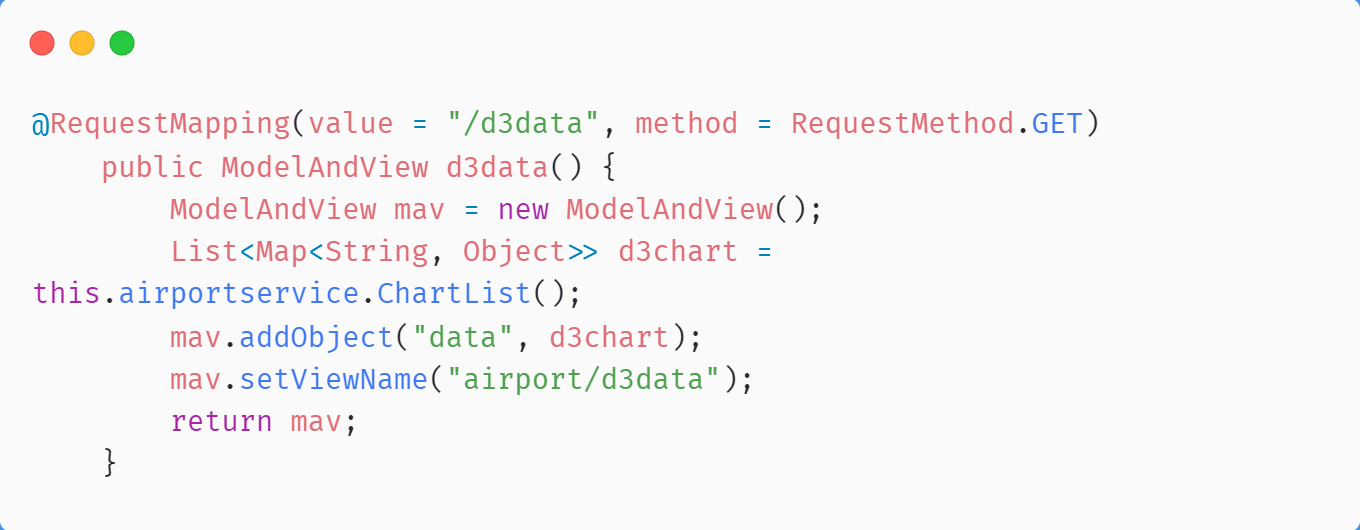 @RequestMapping(value = "/d3data", method = RequestMethod.GET)
    public ModelAndView d3data() {
        ModelAndView mav = new ModelAndView();
        List<Map<String, Object>> d3chart =
this.airportservice.ChartList();
        mav.addObject("data", d3chart);
        mav.setViewName("airport/d3data");
        return mav;
    }